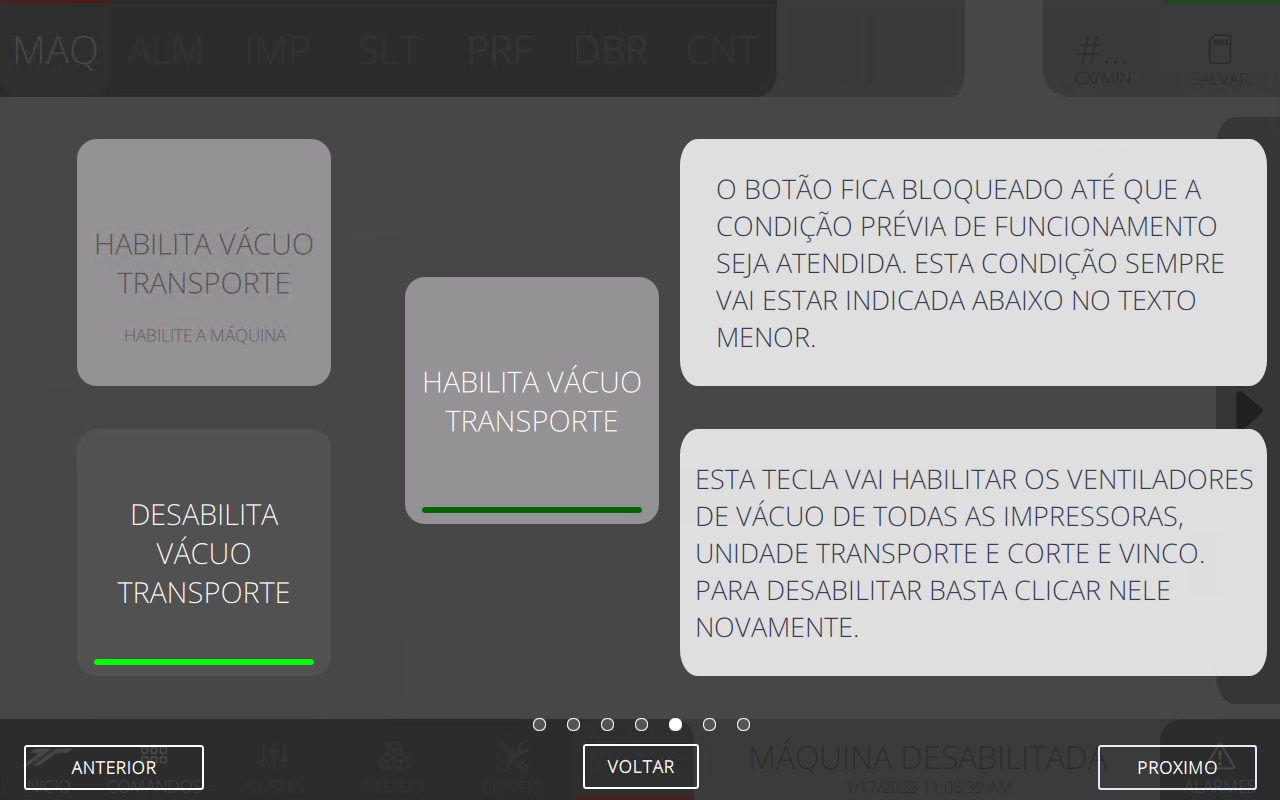 MAQ ALM IMP SLT PRF DBR CNT
#...
CX/MIN
SALVAR
HABILITA VÁCUO
TRANSPORTE
HABILITE A MÁQUINA
HABILITA VÁCUO
TRANSPORTE
DESABILITA
VÁCUO
TRANSPORTE
O BOTÃO FICA BLOQUEADO ATÉ QUE A
CONDIÇÃO PRÉVIA DE FUNCIONAMENTO
SEJA ATENDIDA. ESTA CONDIÇÃO SEMPRE
VAI ESTAR INDICADA ABAIXO NO TEXTO
MENOR.
ESTA TECLA VAI HABILITAR OS VENTILADORES
DE VÁCUO DE TODAS AS IMPRESSORAS,
UNIDADE TRANSPORTE E CORTE E VINCO.
PARA DESABILITAR BASTA CLICAR NELE
NOVAMENTE.
ANTERIOR
VOLTAR
PROXIMO
INICIO COMANDOS AJUSTES PEDIDO CONFIG
MÁQUINA DESABILITADA
1/17/2023 11:08:39 AM
ALARMES